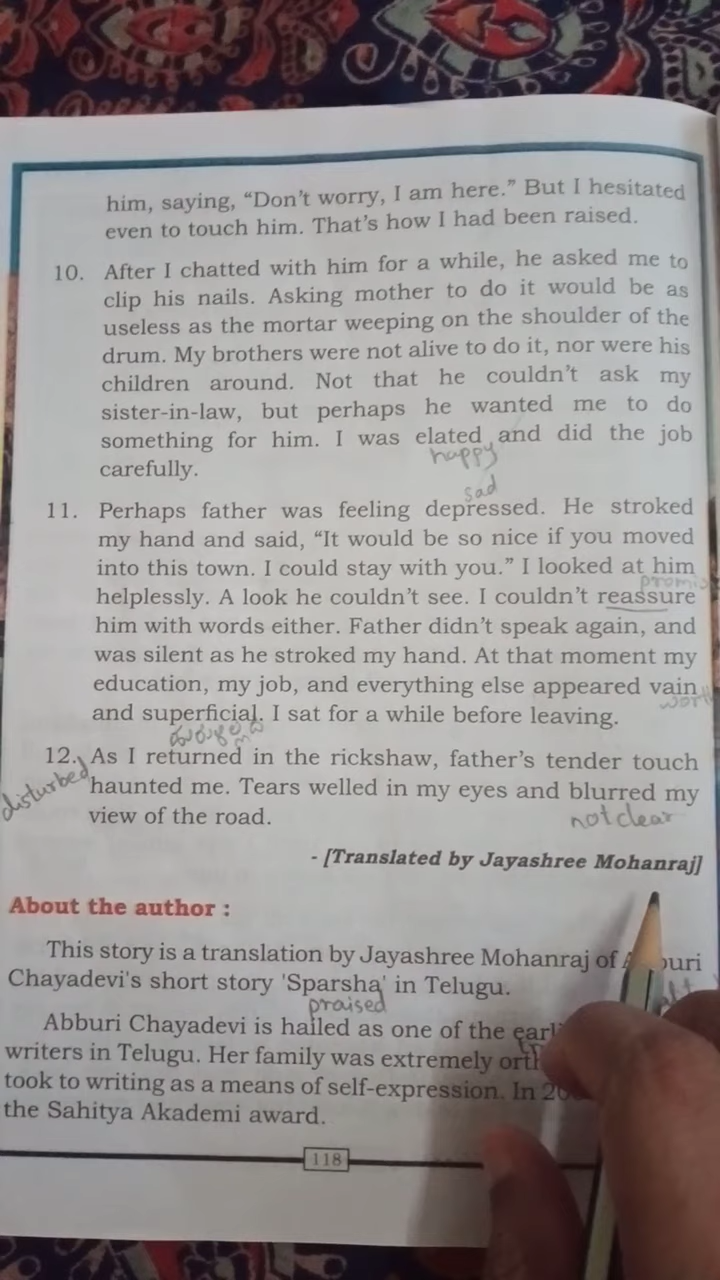 him, saying, “Don’t worry, I am here.” But I hesitated
even to touch him. That’s how I had been raised.
10. After I chatted with him for a while, he asked me to
clip his nails. Asking mother to do it would be as
useless as the mortar weeping on the shoulder of the
drum. My brothers were not alive to do it, nor were his
children around. Not that he couldn’t ask my
sister-in-law, but perhaps he wanted me to do
something for him. I was elated and did the job
happy
carefully.
sad
11. Perhaps father was feeling depressed. He stroked
my hand and said, “It would be so nice if you moved
into this town. I could stay with you.” I looked at him
helplessly. A look he couldn’t see. I couldn’t reassure
him with words either. Father didn’t speak again, and
was silent as he stroked my hand. At that moment my
education, my job, and everything else appeared vain
and superficial. I sat for a while before leaving.
12. As I returned in the rickshaw, father’s tender touch
disturbed
haunted me. Tears welled in my eyes and blurred my
view of the road.
not clear
- [Translated by Jayashree Mohanraj]
About the author :
This story is a translation by Jayashree Mohanraj of
Chayadevi's short story 'Sparsha' in Telugu.
praised
Abburi Chayadevi is hailed as one of the
writers in Telugu. Her family was extremely
took to writing as a means of self-expression. In
the Sahitya Akademi award.
118